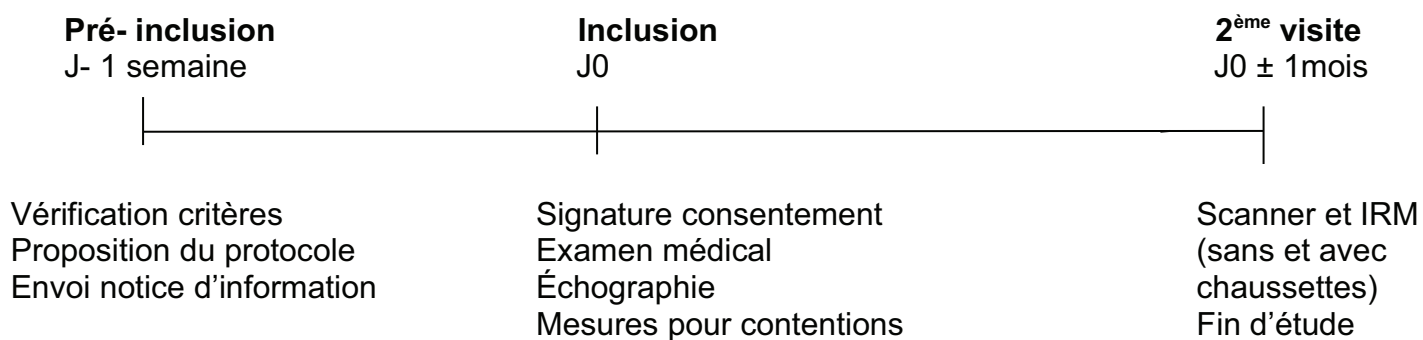 Pré- inclusion
J- 1 semaine
Inclusion
J0
2ème visite
J0 ± 1mois
Vérification critères
Proposition du protocole
Envoi notice d'information
Signature consentement
Examen médical
Échographie
Mesures pour contentions
Scanner et IRM
(sans et avec
chaussettes)
Fin d'étude